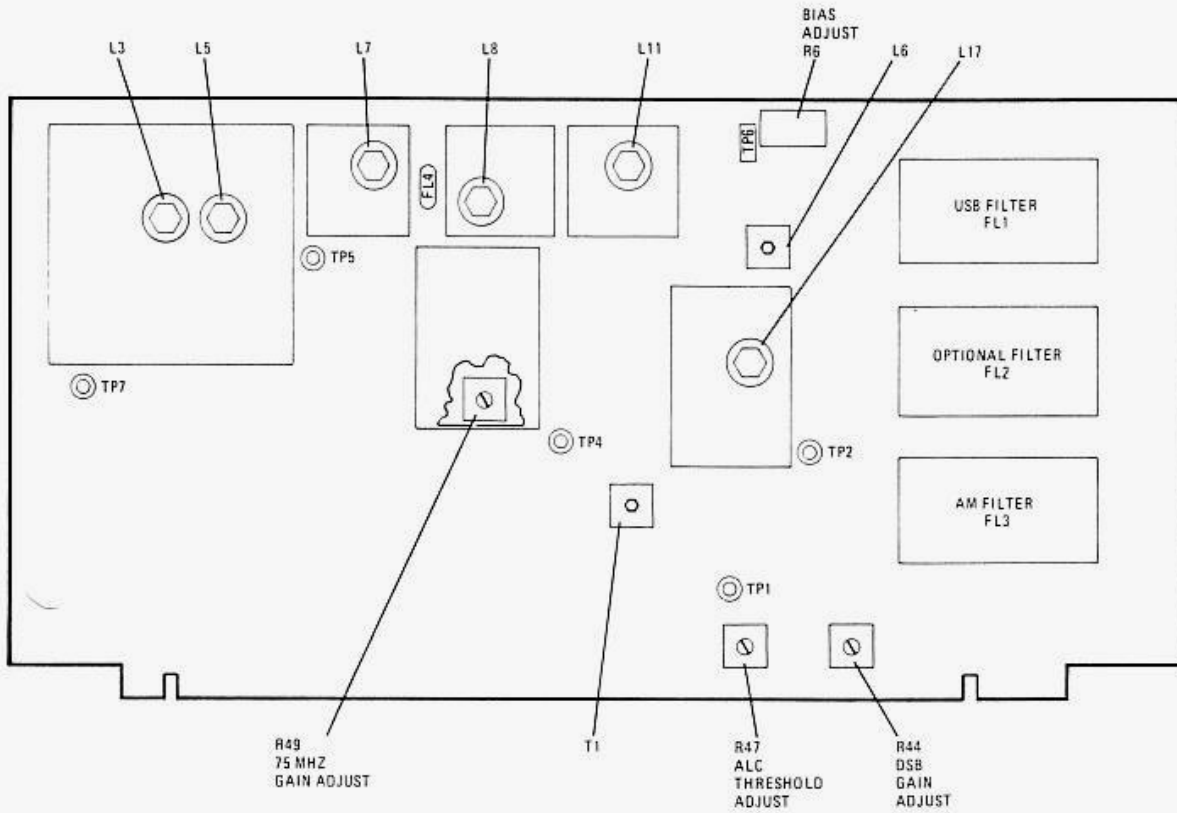 BIAS
ADJUST
R6
L3
L5
L7
L8
L11
L6
L17
TP6
FL4
USB FILTER
FL1
TP5
OPTIONAL FILTER
FL2
TP7
TP4
TP2
AM FILTER
FL3
TP1
R49
75 MHZ
GAIN ADJUST
T1
R47
ALC
THRESHOLD
ADJUST
R44
DSB
GAIN
ADJUST